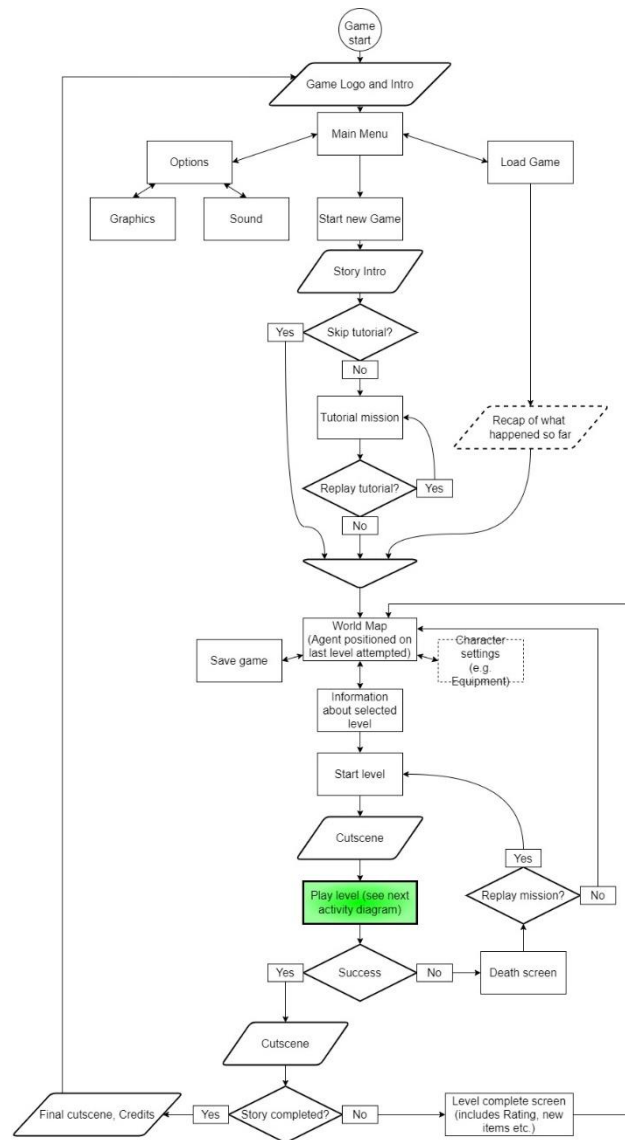 Game
start
Game Logo and Intro
Main Menu
Options
Load Game
Graphics
Sound
Start new Game
Story Intro
Yes
Skip tutorial?
No
Tutorial mission
Recap of what
happened so far
Replay tutorial?
Yes
No
World Map
(Agent positioned on
last level attempted)
Save game
Character
settings
(e.g.
Equipment)
Information
about selected
level
Start level
Cutscene
Yes
Play level (see next
activity diagram)
Replay mission?
No
Yes
Success
No
Death screen
Cutscene
Final cutscene, Credits
Yes
Story completed?
No
Level complete screen
(includes Rating, new
items etc.)